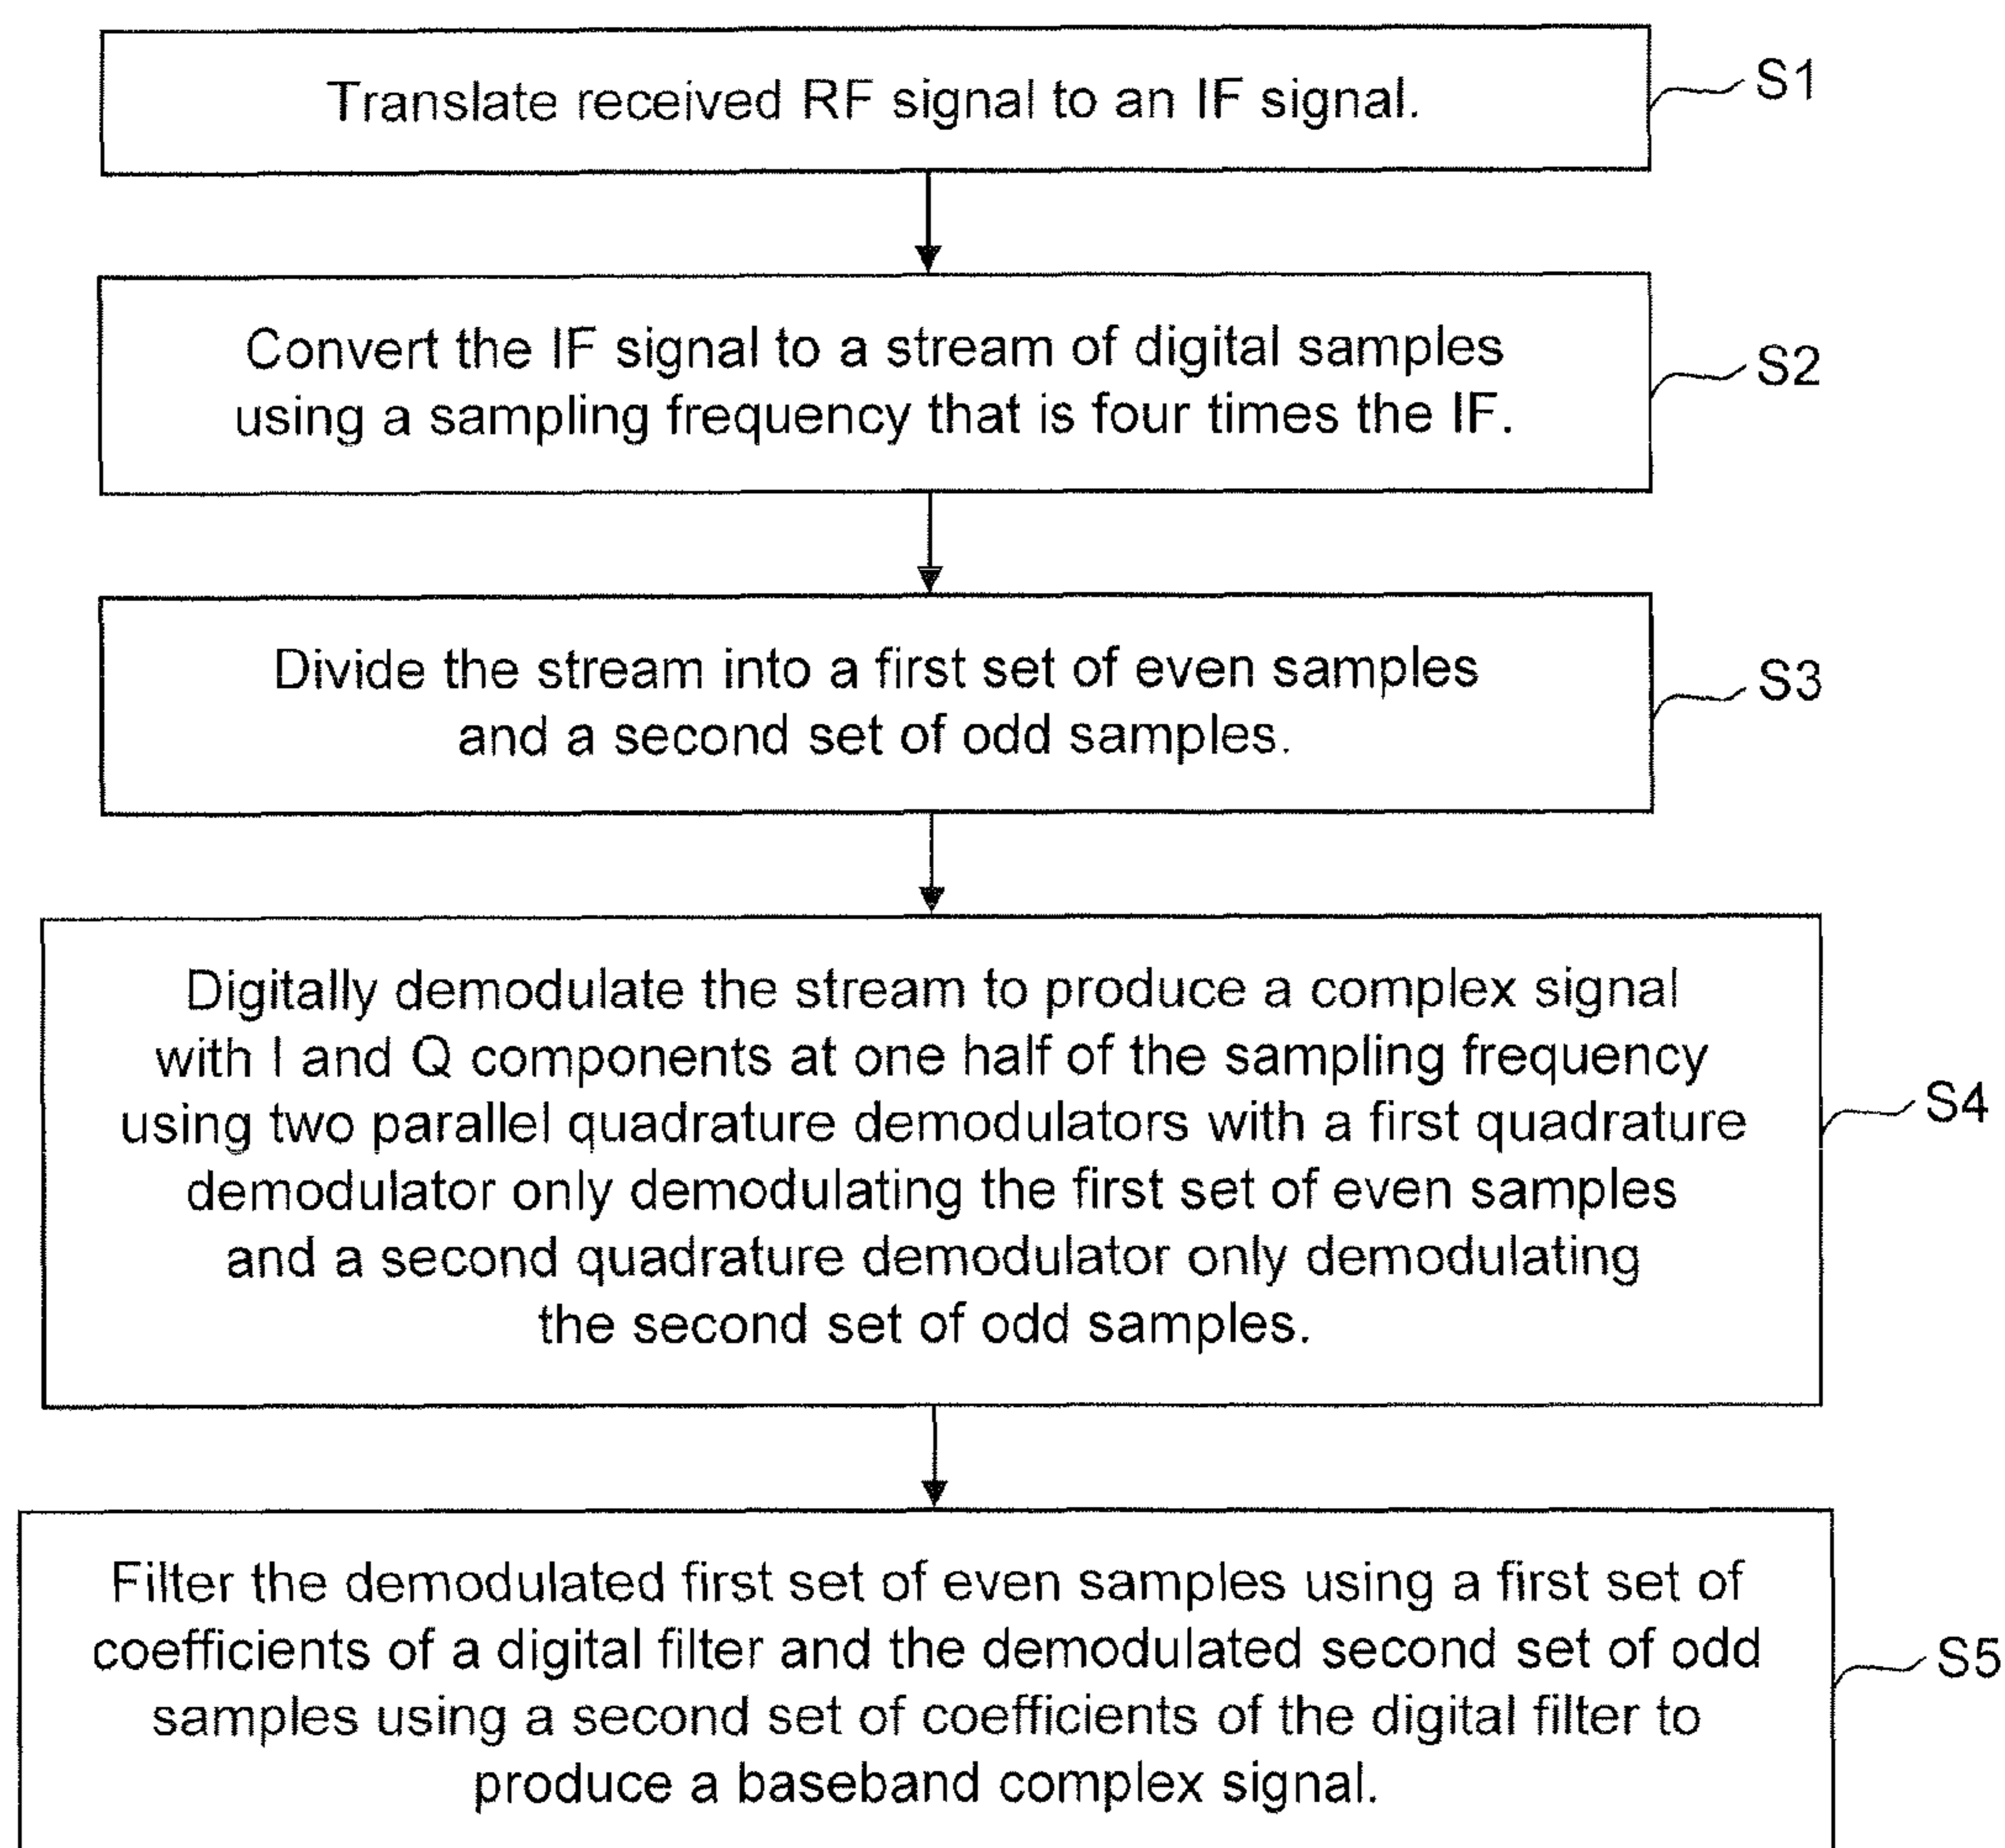 Translate received RF signal to an IF signal.
S1
Convert the IF signal to a stream of digital samples
using a sampling frequency that is four times the IF.
S2
Divide the stream into a first set of even samples
and a second set of odd samples.
S3
Digitally demodulate the stream to produce a complex signal
with I and Q components at one half of the sampling frequency
using two parallel quadrature demodulators with a first quadrature
demodulator only demodulating the first set of even samples
and a second quadrature demodulator only demodulating
the second set of odd samples.
S4
Filter the demodulated first set of even samples using a first set of
coefficients of a digital filter and the demodulated second set of odd
samples using a second set of coefficients of the digital filter to
produce a baseband complex signal.
S5